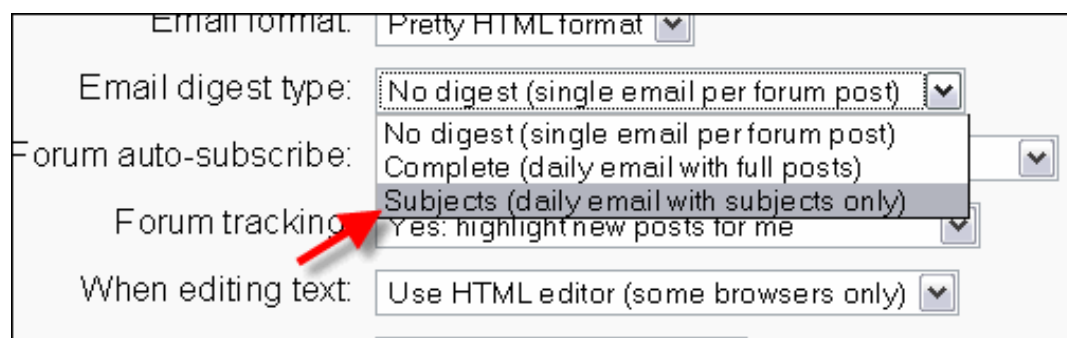 Email format: Pretty HTML format
Email digest type: No digest (single email per forum post)
No digest (single email per forum post)
Forum auto-subscribe:
Complete (daily email with full posts)
Subjects (daily email with subjects only)
Forum tracking: Yes: highlight new posts for me
When editing text: Use HTML editor (some browsers only)